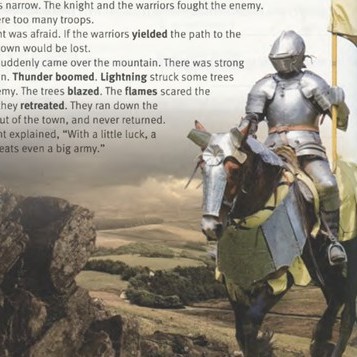 s narrow. The knight and the warriors fought the enemy.
re too many troops.
t was afraid. If the warriors yielded the path to the
own would be lost.
uddenly came over the mountain. There was strong
n. Thunder boomed. Lightning struck some trees
emy. The trees blazed. The flames scared the
they retreated. They ran down the
ut of the town, and never returned.
t explained, “With a little luck, a
eats even a big army.”